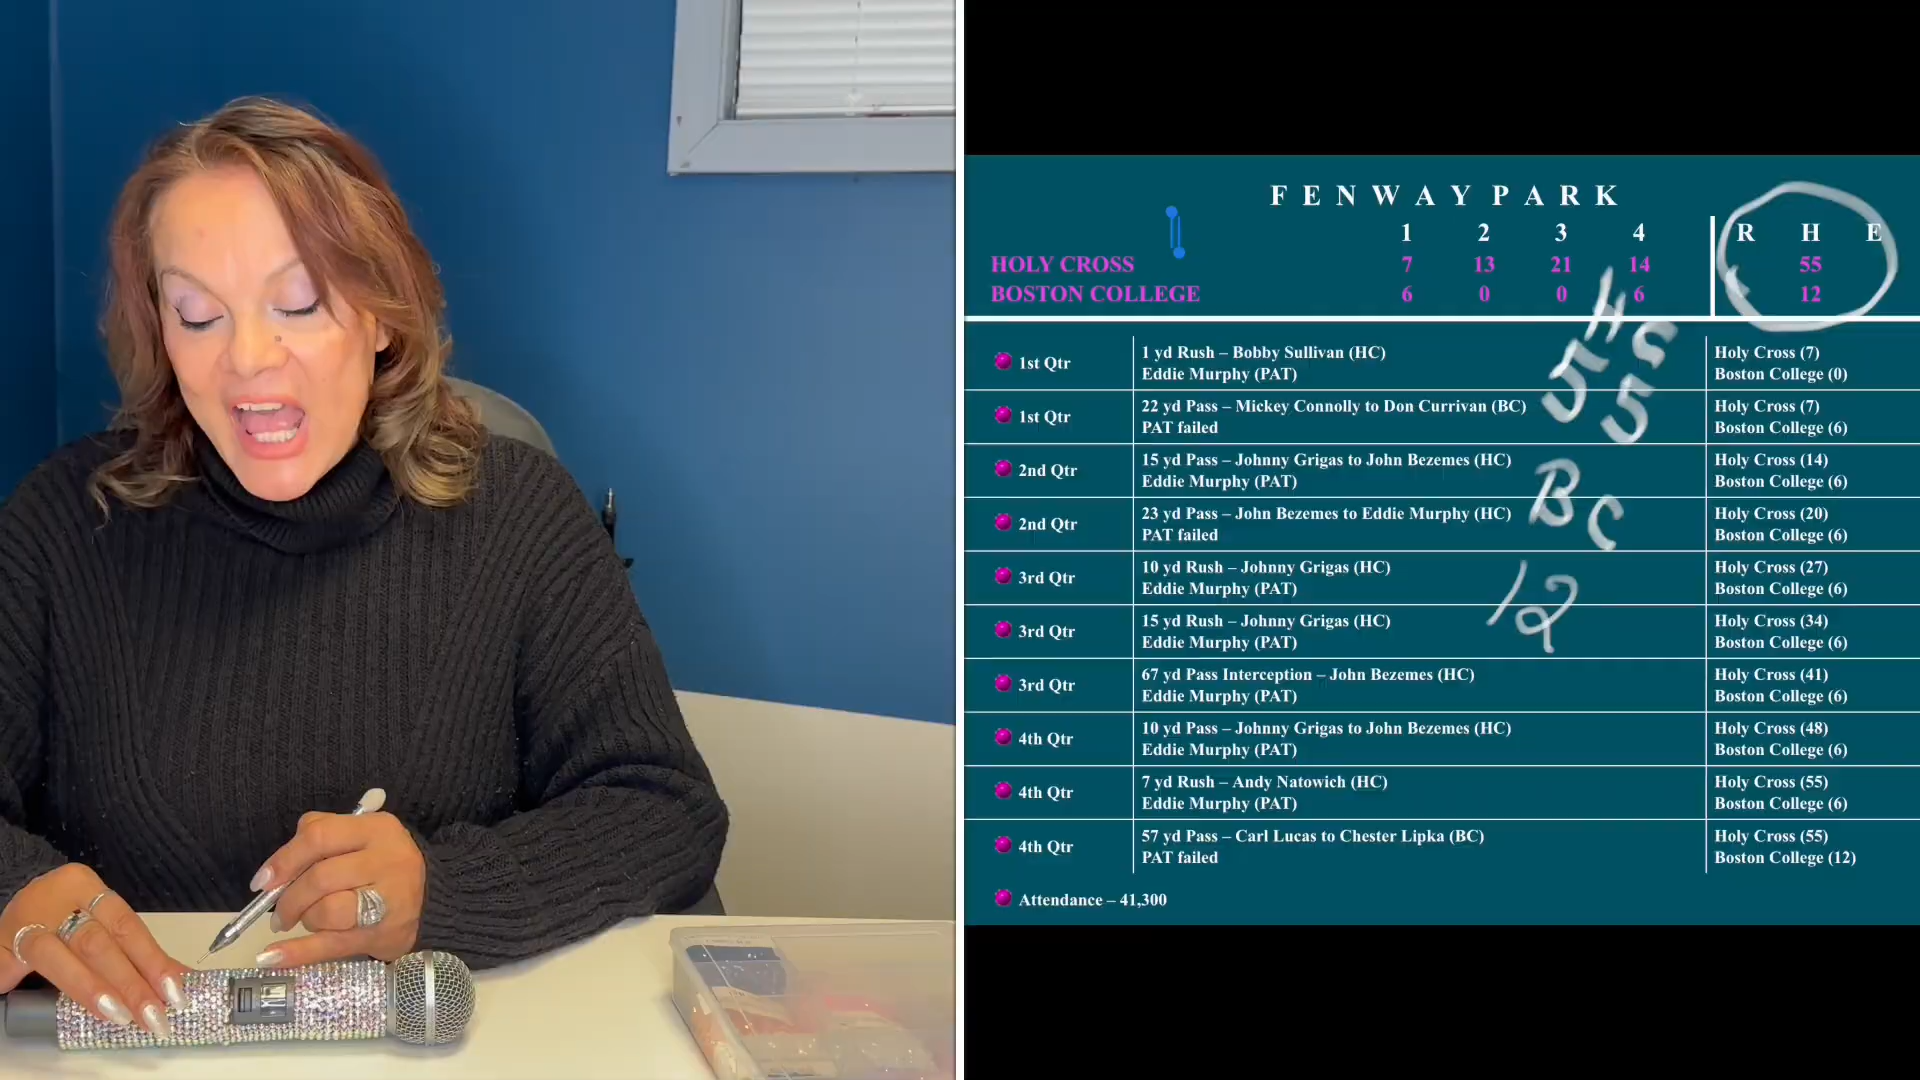 FENWAY PARK
1 2 3 4 R H E
HOLY CROSS 7 13 21 14 55
BOSTON COLLEGE 6 0 0 6 12
HC
55
BC
12
1st Qtr 1 yd Rush – Bobby Sullivan (HC) Holy Cross (7)
Eddie Murphy (PAT) Boston College (0)
1st Qtr 22 yd Pass – Mickey Connolly to Don Currivan (BC) Holy Cross (7)
PAT failed Boston College (6)
2nd Qtr 15 yd Pass – Johnny Grigas to John Bezemes (HC) Holy Cross (14)
Eddie Murphy (PAT) Boston College (6)
2nd Qtr 23 yd Pass – John Bezemes to Eddie Murphy (HC) Holy Cross (20)
PAT failed Boston College (6)
3rd Qtr 10 yd Rush – Johnny Grigas (HC) Holy Cross (27)
Eddie Murphy (PAT) Boston College (6)
3rd Qtr 15 yd Rush – Johnny Grigas (HC) Holy Cross (34)
Eddie Murphy (PAT) Boston College (6)
3rd Qtr 67 yd Pass Interception – John Bezemes (HC) Holy Cross (41)
Eddie Murphy (PAT) Boston College (6)
4th Qtr 10 yd Pass – Johnny Grigas to John Bezemes (HC) Holy Cross (48)
Eddie Murphy (PAT) Boston College (6)
4th Qtr 7 yd Rush – Andy Natowich (HC) Holy Cross (55)
Eddie Murphy (PAT) Boston College (6)
4th Qtr 57 yd Pass – Carl Lucas to Chester Lipka (BC) Holy Cross (55)
PAT failed Boston College (12)
Attendance – 41,300